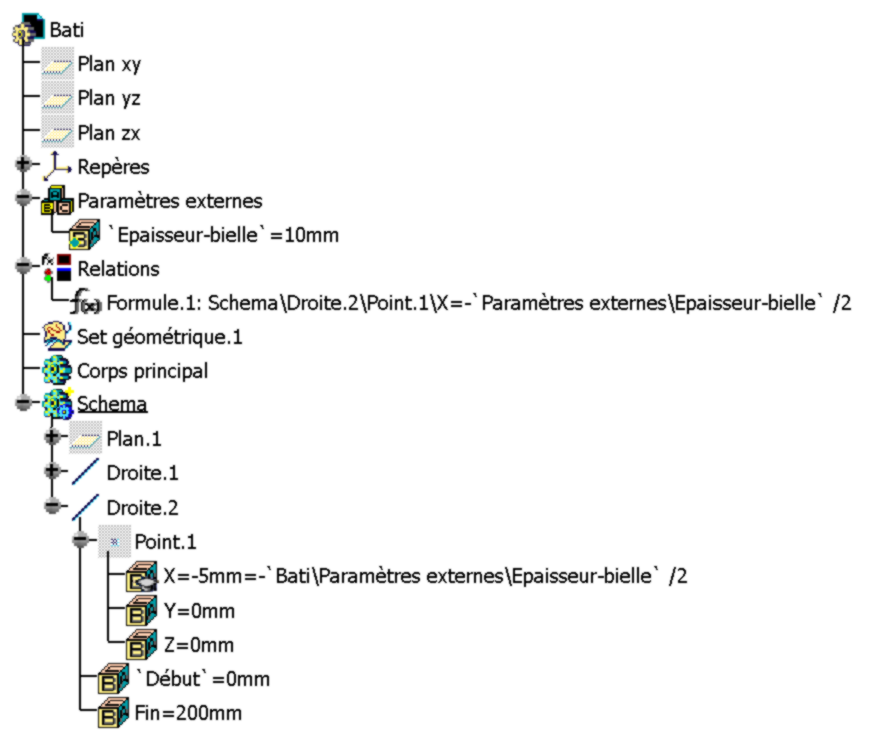 Bati
Plan xy
Plan yz
Plan zx
Repères
Paramètres externes
`Epaisseur-bielle`=10mm
Relations
Formule.1: Schema\Droite.2\Point.1\X=-`Paramètres externes\Epaisseur-bielle` /2
Set géométrique.1
Corps principal
Schema
Plan.1
Droite.1
Droite.2
Point.1
X=-5mm=-`Bati\Paramètres externes\Epaisseur-bielle` /2
Y=0mm
Z=0mm
`Début`=0mm
Fin=200mm